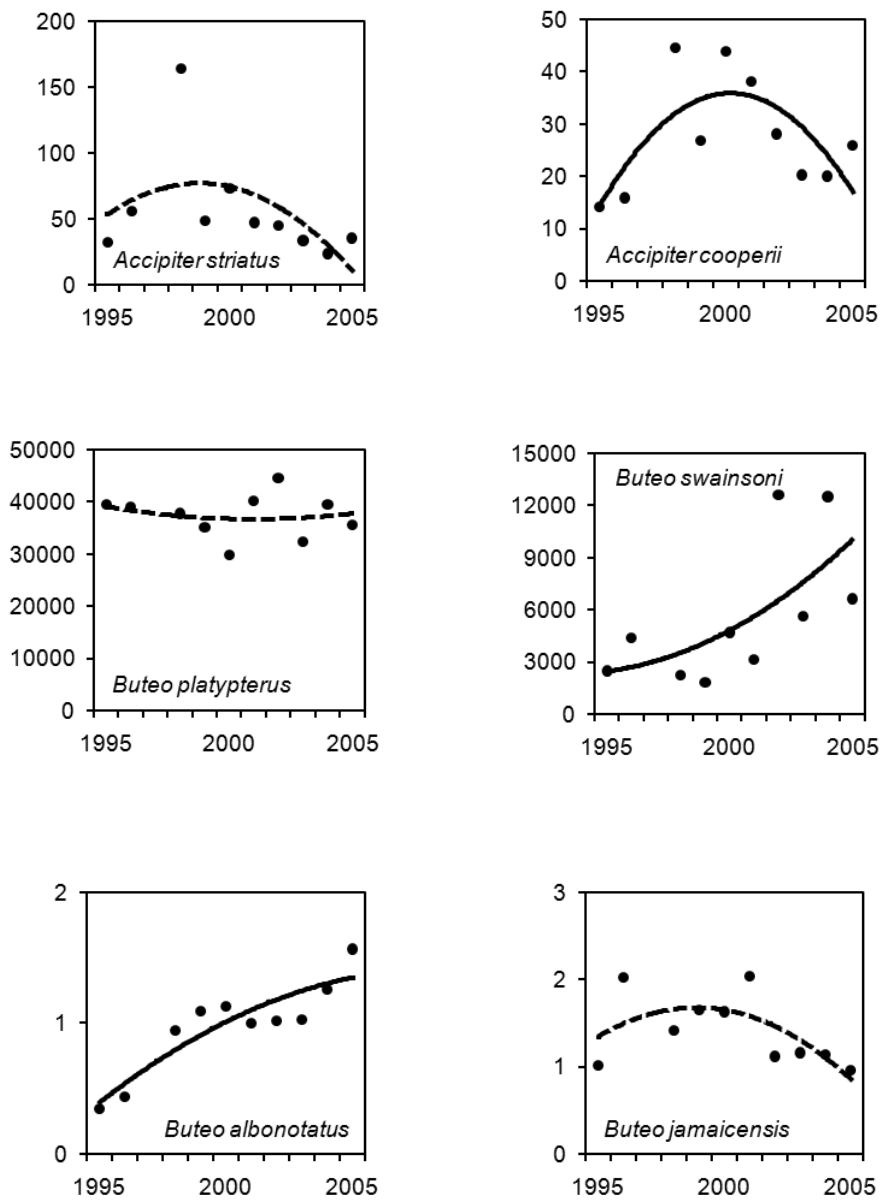 200
150
100
50
0
Accipiter striatus
1995 2000 2005
50
40
30
20
10
0
Accipiter cooperii
1995 2000 2005
50000
40000
30000
20000
10000
0
Buteo platypterus
1995 2000 2005
15000
12000
9000
6000
3000
0
Buteo swainsoni
1995 2000 2005
2
1
0
Buteo albonotatus
1995 2000 2005
3
2
1
0
Buteo jamaicensis
1995 2000 2005